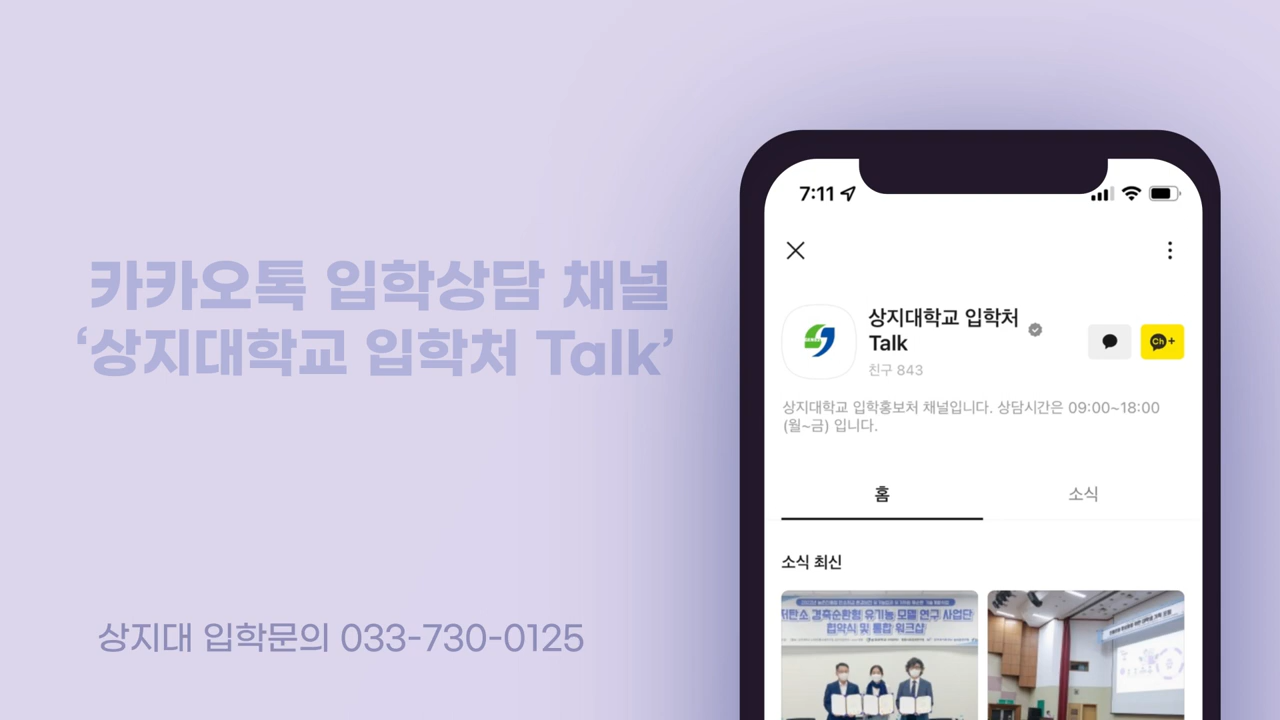 카카오톡 입학상담 채널
‘상지대학교 입학처 Talk’
상지대 입학문의 033-730-0125
7:11
상지대학교 입학처
Talk
친구 843
Ch+
상지대학교 입학홍보처 채널입니다. 상담시간은 09:00~18:00
(월~금) 입니다.
홈
소식
소식 최신
저탄소 경축순환형 유기농 모델 연구 사업단
협약식 및 통합 워크샵